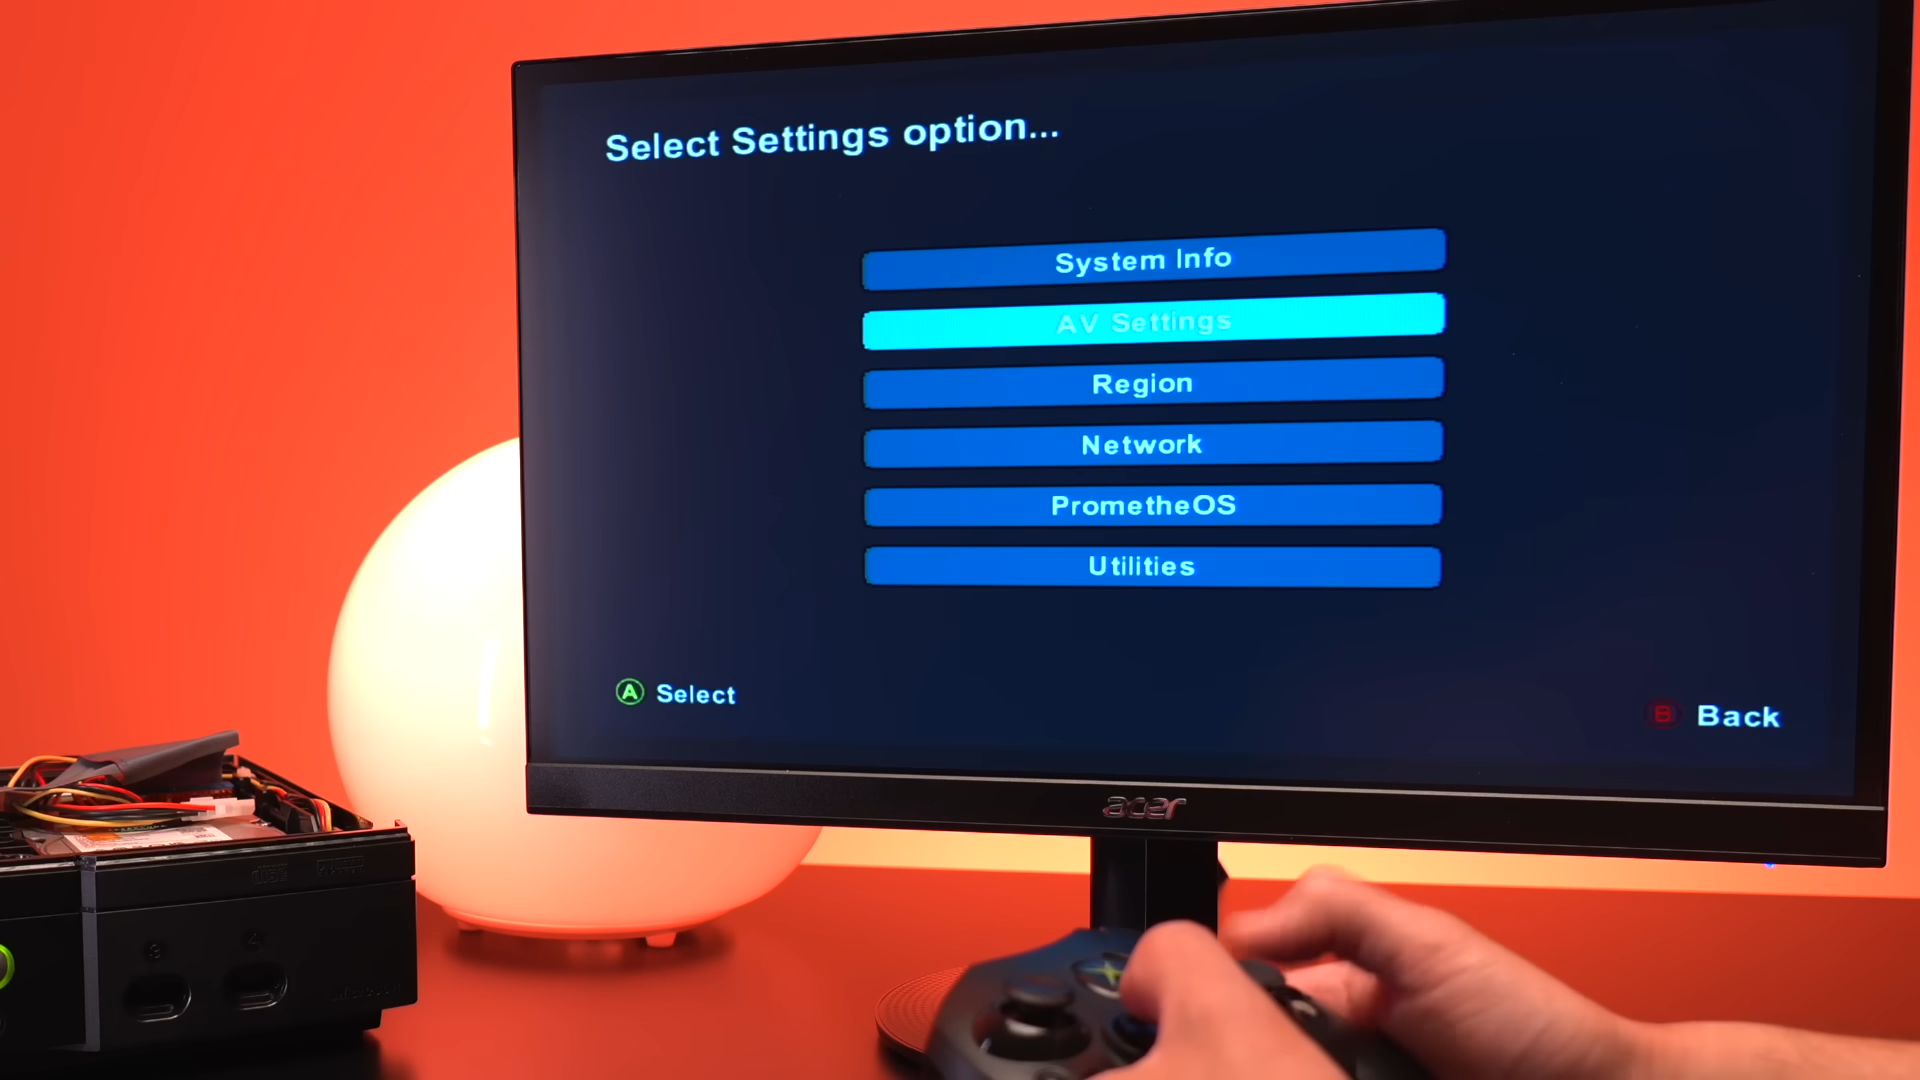 Select Settings option...
System Info
AV Settings
Region
Network
PrometheOS
Utilities
A Select
B Back
acer